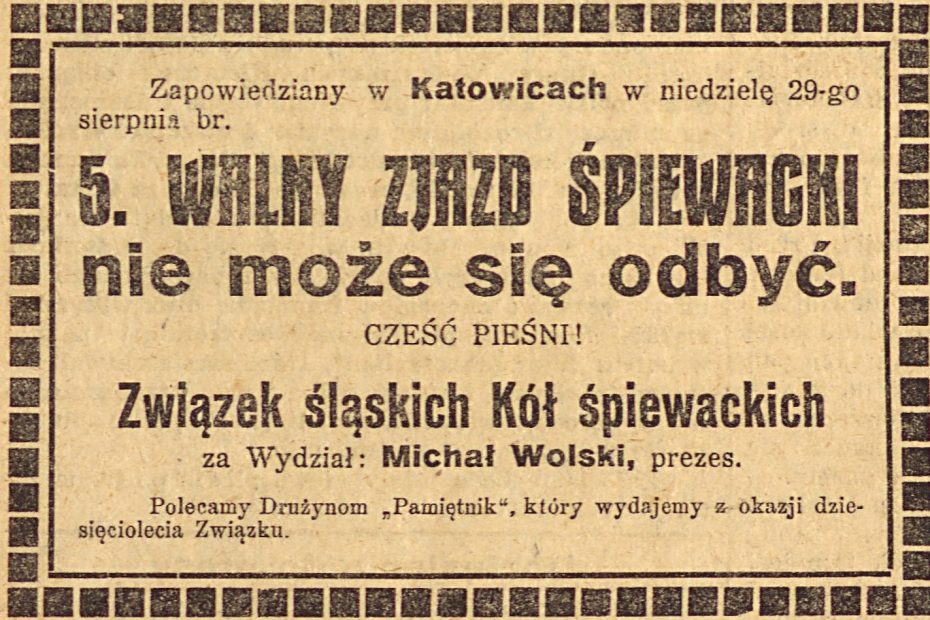 Zapowiedziany w Katowicach w niedzielę 29-go
sierpnia br.
5. WALNY ZJAZD ŚPIEWACKI
nie może się odbyć.
CZEŚĆ PIEŚNI!
Związek śląskich Kół śpiewackich
za Wydział: Michał Wolski, prezes.
Polecamy Drużynom „Pamiętnik“, który wydajemy z okazji dzie-
sięciolecia Związku.